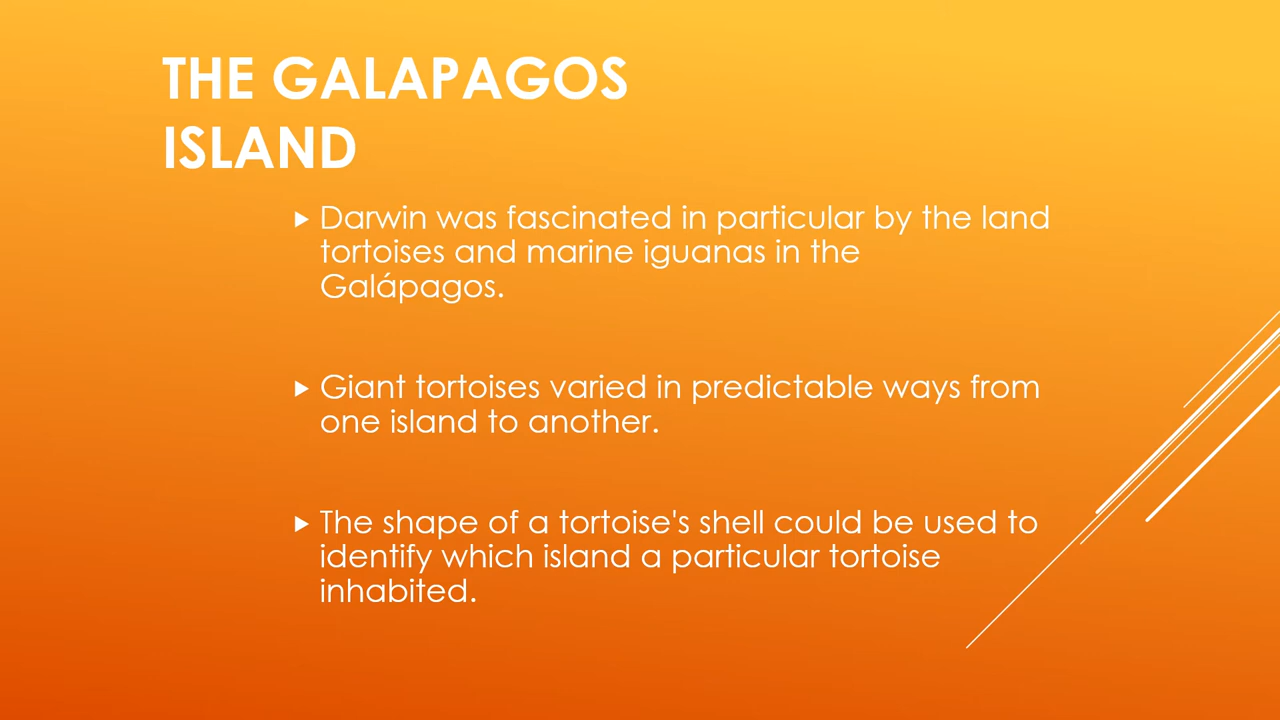 THE GALAPAGOS
ISLAND
Darwin was fascinated in particular by the land
tortoises and marine iguanas in the
Galápagos.
Giant tortoises varied in predictable ways from
one island to another.
The shape of a tortoise's shell could be used to
identify which island a particular tortoise
inhabited.